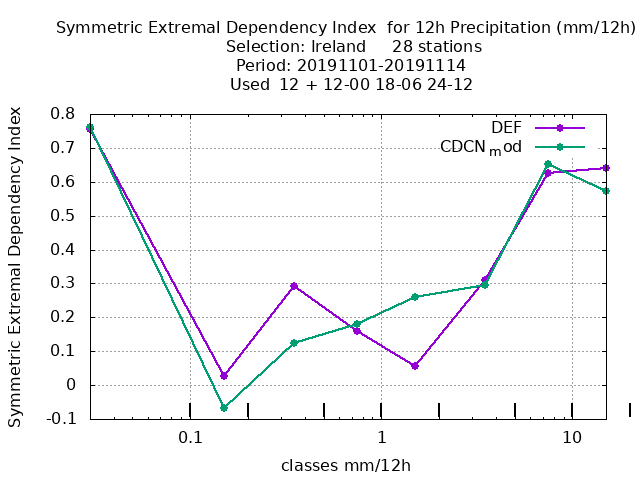 Symmetric Extremal Dependency Index  for 12h Precipitation (mm/12h)
Selection: Ireland     28 stations
Period: 20191101-20191114
Used  12 + 12-00 18-06 24-12
DEF
CDCNmod
Symmetric Extremal Dependency Index
0.8
0.7
0.6
0.5
0.4
0.3
0.2
0.1
0
-0.1
0.1
1
10
classes mm/12h